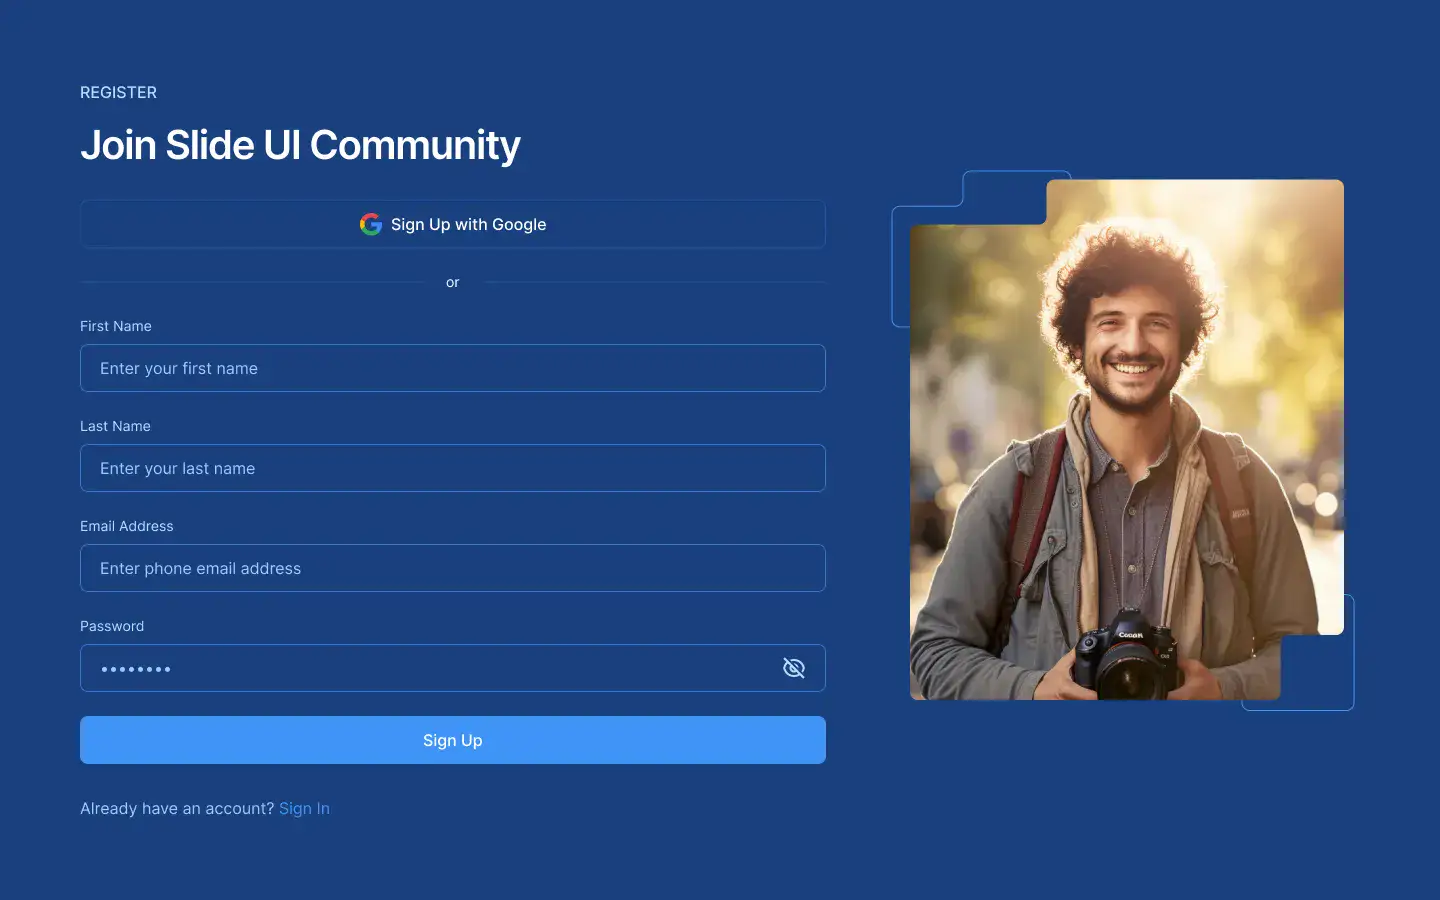 REGISTER
Join Slide UI Community
Sign Up with Google
or
First Name
Enter your first name
Last Name
Enter your last name
Email Address
Enter phone email address
Password
Sign Up
Already have an account? Sign In
Canon